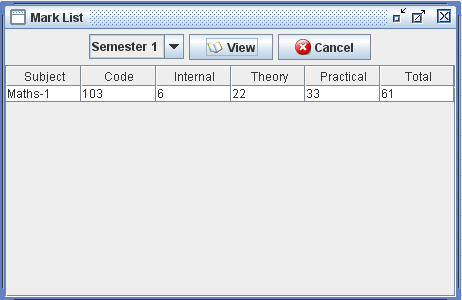 Mark List
Semester 1 View Cancel
Subject Code Internal Theory Practical Total
Maths-1 103 6 22 33 61